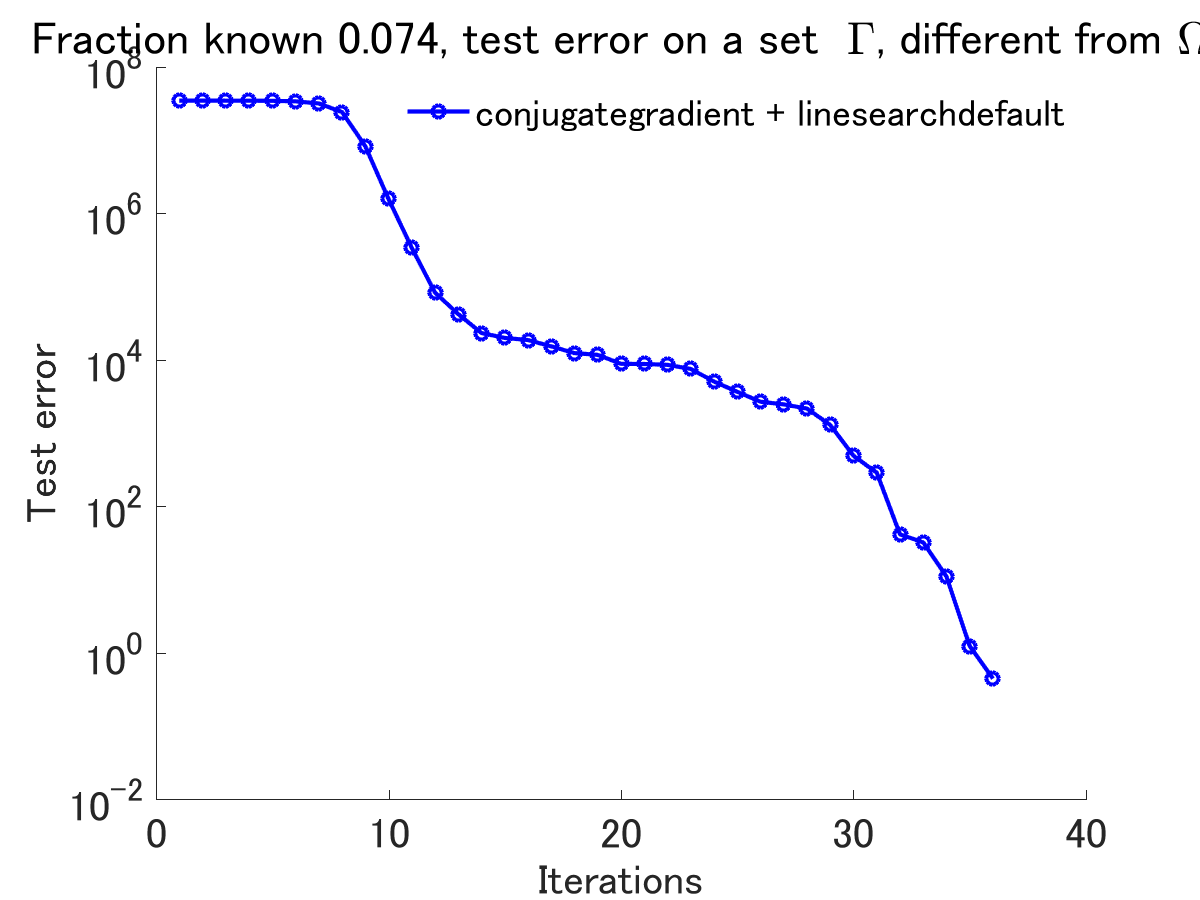 Fraction known 0.074, test error on a set Γ, different from Ω
10^8
conjugategradient + linesearchdefault
10^6
10^4
10^2
10^0
10^-2
Test error
0 10 20 30 40
Iterations